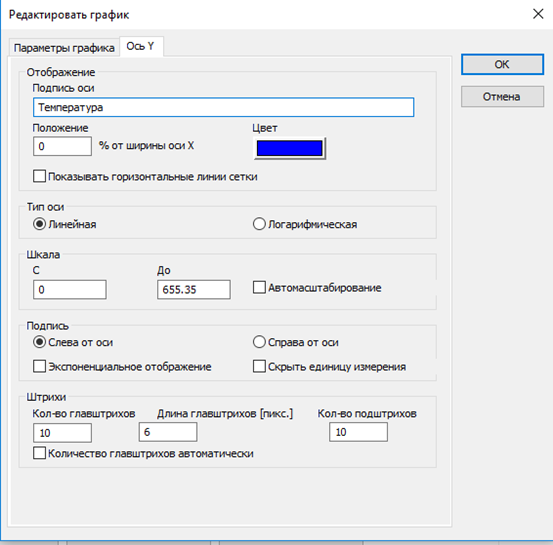 Редактировать график
Параметры графика Ось Y
OK
Отмена
Отображение
Подпись оси
Температура
Положение Цвет
0 % от ширины оси X
Показывать горизонтальные линии сетки
Тип оси
Линейная Логарифмическая
Шкала
С До
0 655.35 Автомасштабирование
Подпись
Слева от оси Справа от оси
Экспоненциальное отображение Скрыть единицу измерения
Штрихи
Кол-во главштрихов Длина главштрихов [пикс.] Кол-во подштрихов
10 6 10
Количество главштрихов автоматически